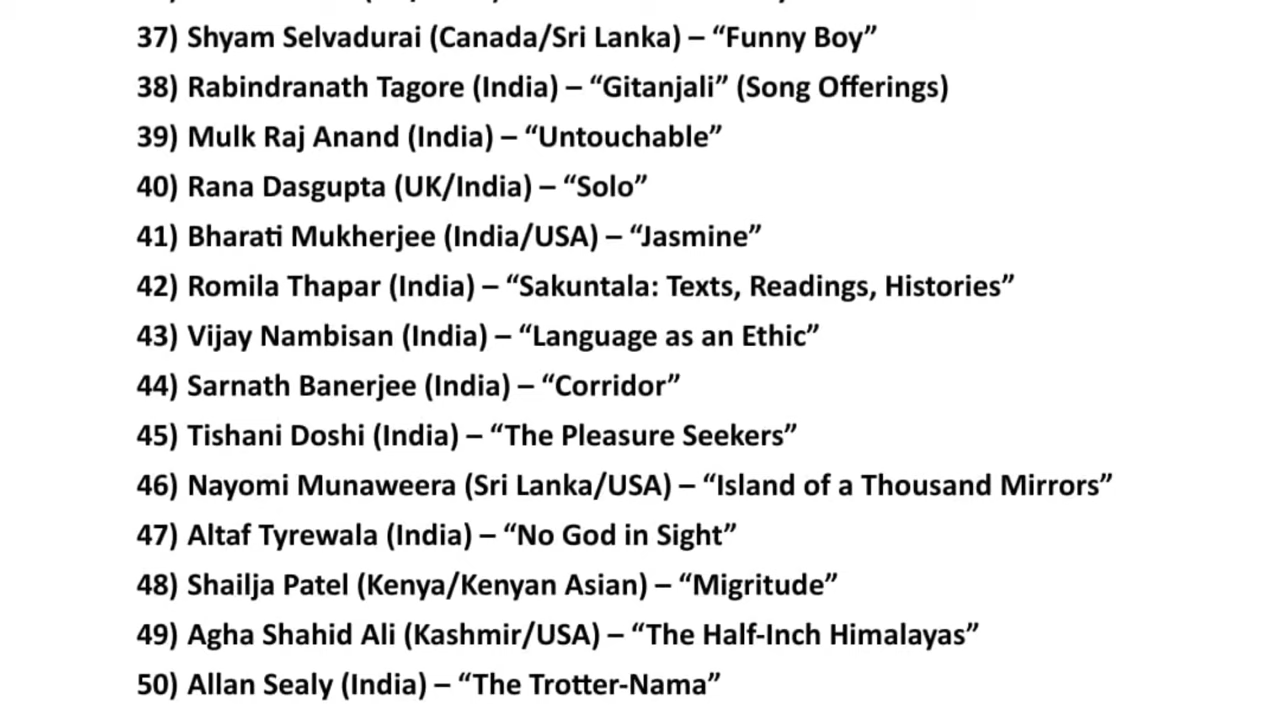 37) Shyam Selvadurai (Canada/Sri Lanka) – “Funny Boy”
38) Rabindranath Tagore (India) – “Gitanjali” (Song Offerings)
39) Mulk Raj Anand (India) – “Untouchable”
40) Rana Dasgupta (UK/India) – “Solo”
41) Bharati Mukherjee (India/USA) – “Jasmine”
42) Romila Thapar (India) – “Sakuntala: Texts, Readings, Histories”
43) Vijay Nambisan (India) – “Language as an Ethic”
44) Sarnath Banerjee (India) – “Corridor”
45) Tishani Doshi (India) – “The Pleasure Seekers”
46) Nayomi Munaweera (Sri Lanka/USA) – “Island of a Thousand Mirrors”
47) Altaf Tyrewala (India) – “No God in Sight”
48) Shailja Patel (Kenya/Kenyan Asian) – “Migritude”
49) Agha Shahid Ali (Kashmir/USA) – “The Half-Inch Himalayas”
50) Allan Sealy (India) – “The Trotter-Nama”